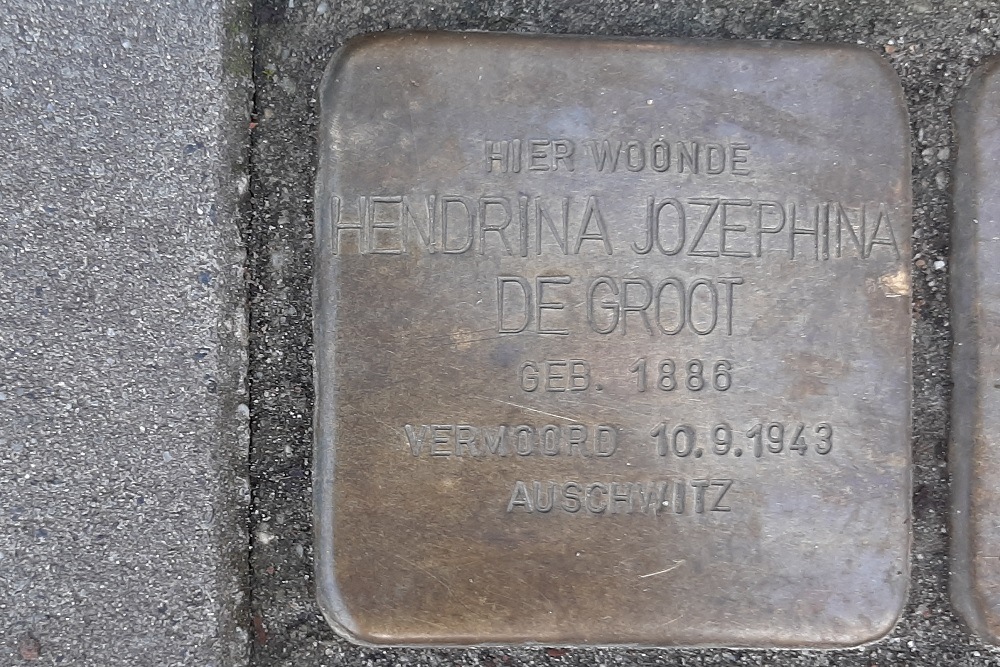 HIER WOONDE
HENDRINA JOZEPHINA
DE GROOT
GEB. 1886
VERMOORD 10.9.1943
AUSCHWITZ